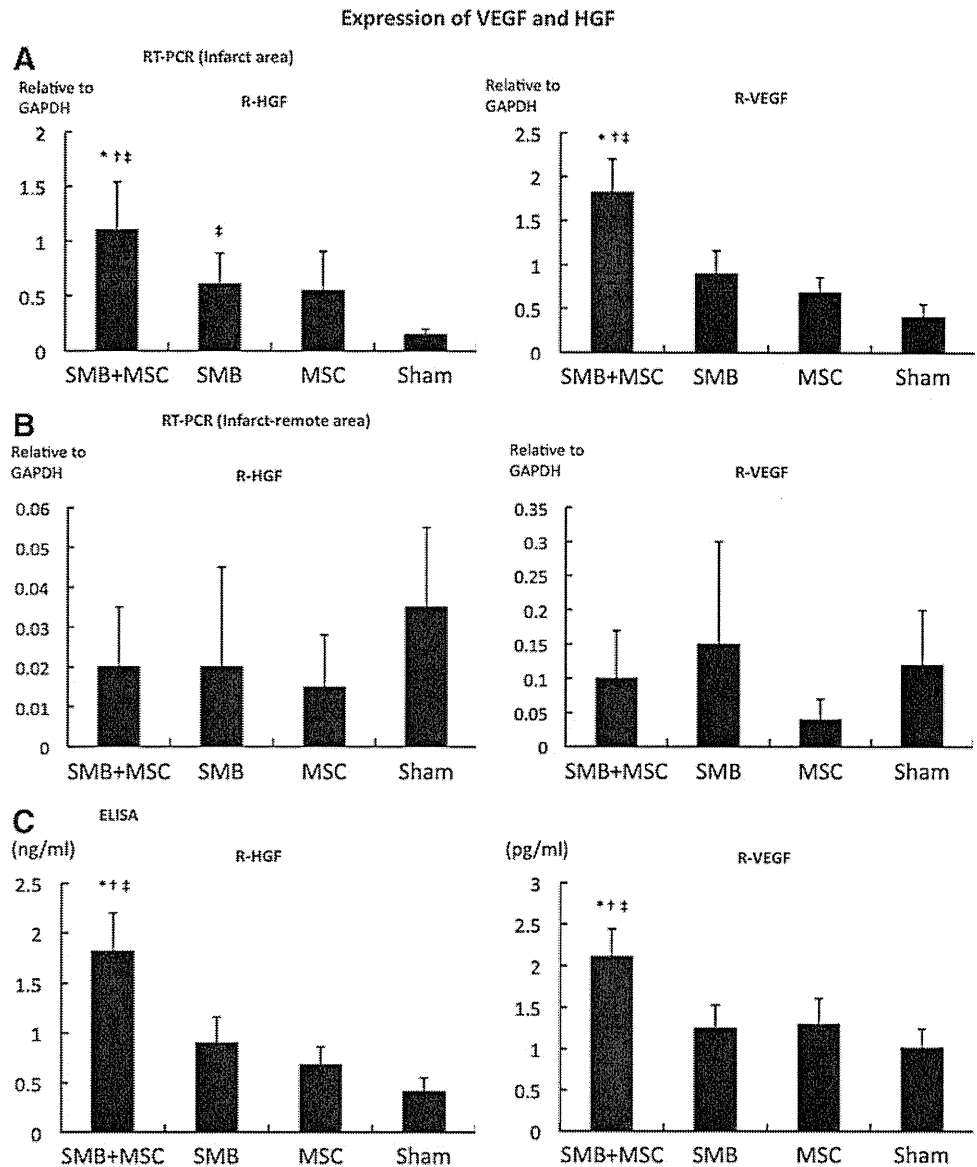 Expression of VEGF and HGF
A
RT-PCR (Infarct area)
Relative to
GAPDH
R-HGF
2
1.5
1
0.5
0
* † ‡
‡
SMB+MSC SMB MSC Sham
Relative to
GAPDH
R-VEGF
2.5
2
1.5
1
0.5
0
* † ‡
SMB+MSC SMB MSC Sham
B
RT-PCR (Infarct-remote area)
Relative to
GAPDH
R-HGF
0.06
0.05
0.04
0.03
0.02
0.01
0
SMB+MSC SMB MSC Sham
Relative to
GAPDH
R-VEGF
0.35
0.3
0.25
0.2
0.15
0.1
0.05
0
SMB+MSC SMB MSC Sham
C
ELISA
(ng/ml)
R-HGF
2.5
2
1.5
1
0.5
0
* † ‡
SMB+MSC SMB MSC Sham
(pg/ml)
R-VEGF
3
2.5
2
1.5
1
0.5
0
* † ‡
SMB+MSC SMB MSC Sham